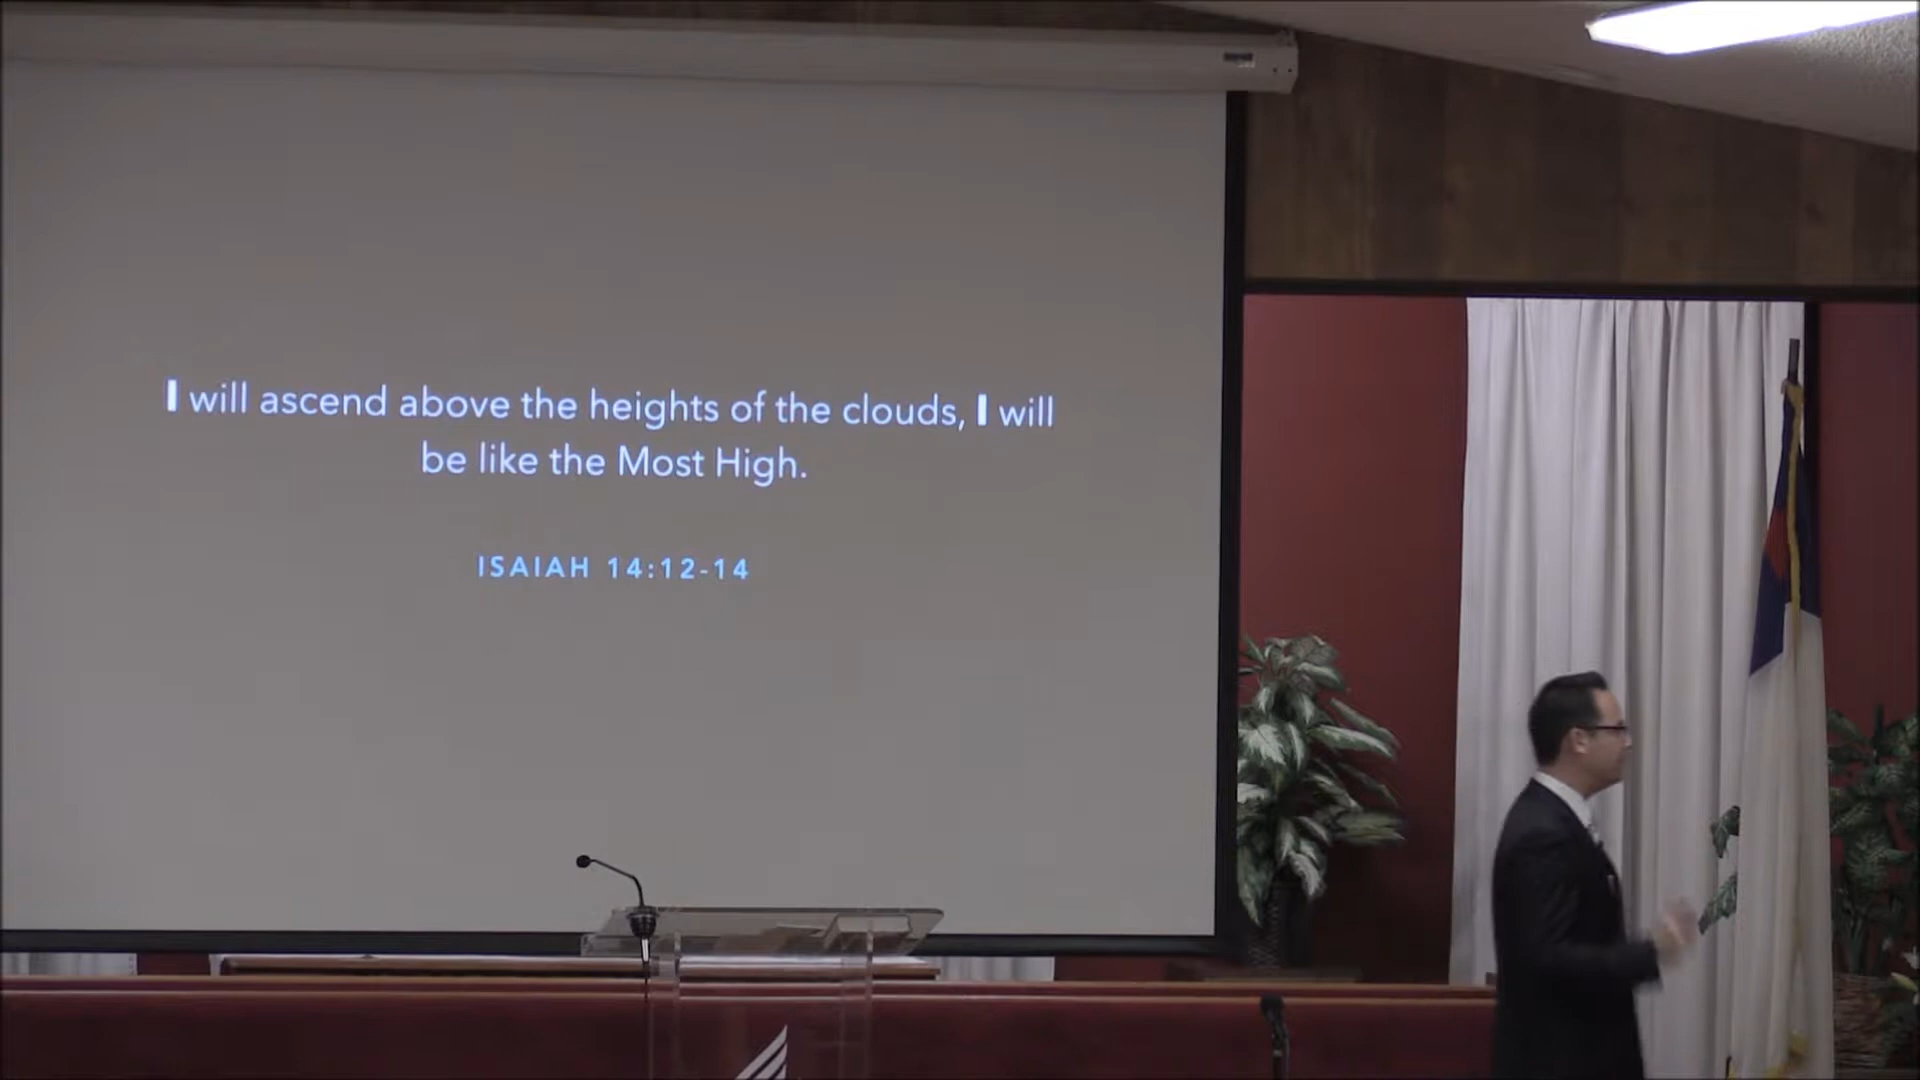 I will ascend above the heights of the clouds, I will
be like the Most High.
ISAIAH 14:12-14